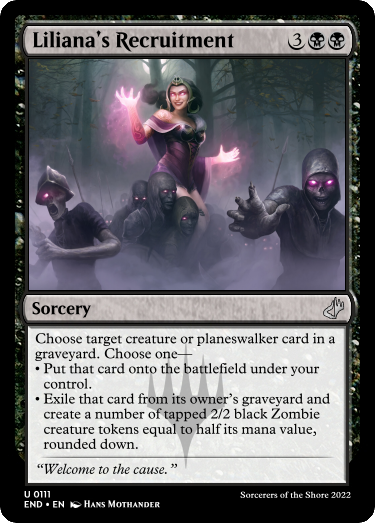 Liliana's Recruitment 3
Sorcery
Choose target creature or planeswalker card in a
graveyard. Choose one—
• Put that card onto the battlefield under your
control.
• Exile that card from its owner's graveyard and
create a number of tapped 2/2 black Zombie
creature tokens equal to half its mana value,
rounded down.
"Welcome to the cause."
U 0111
END • EN Hans Mothander
Sorcerers of the Shore 2022